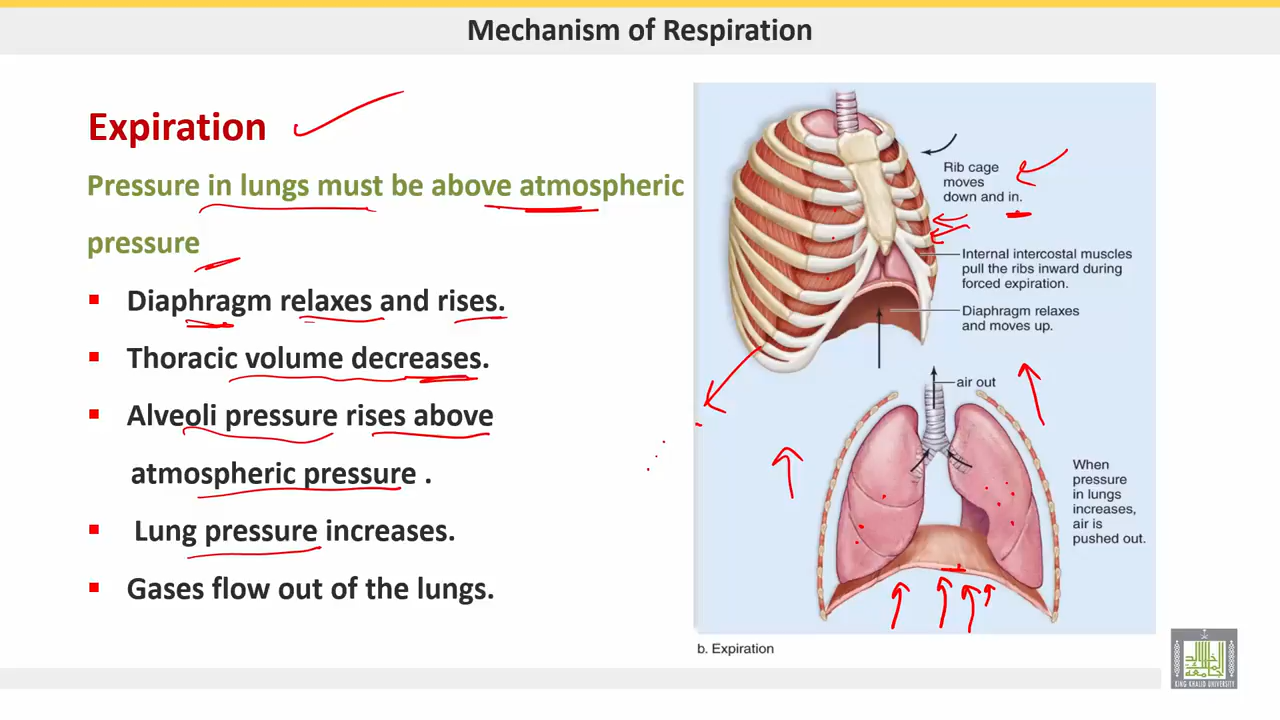 Mechanism of Respiration
Expiration
Pressure in lungs must be above atmospheric
pressure
Diaphragm relaxes and rises.
Thoracic volume decreases.
Alveoli pressure rises above
atmospheric pressure .
Lung pressure increases.
Gases flow out of the lungs.
Rib cage
moves
down and in.
Internal intercostal muscles
pull the ribs inward during
forced expiration.
Diaphragm relaxes
and moves up.
air out
When
pressure
in lungs
increases,
air is
pushed out.
b. Expiration
KING KHALID UNIVERSITY